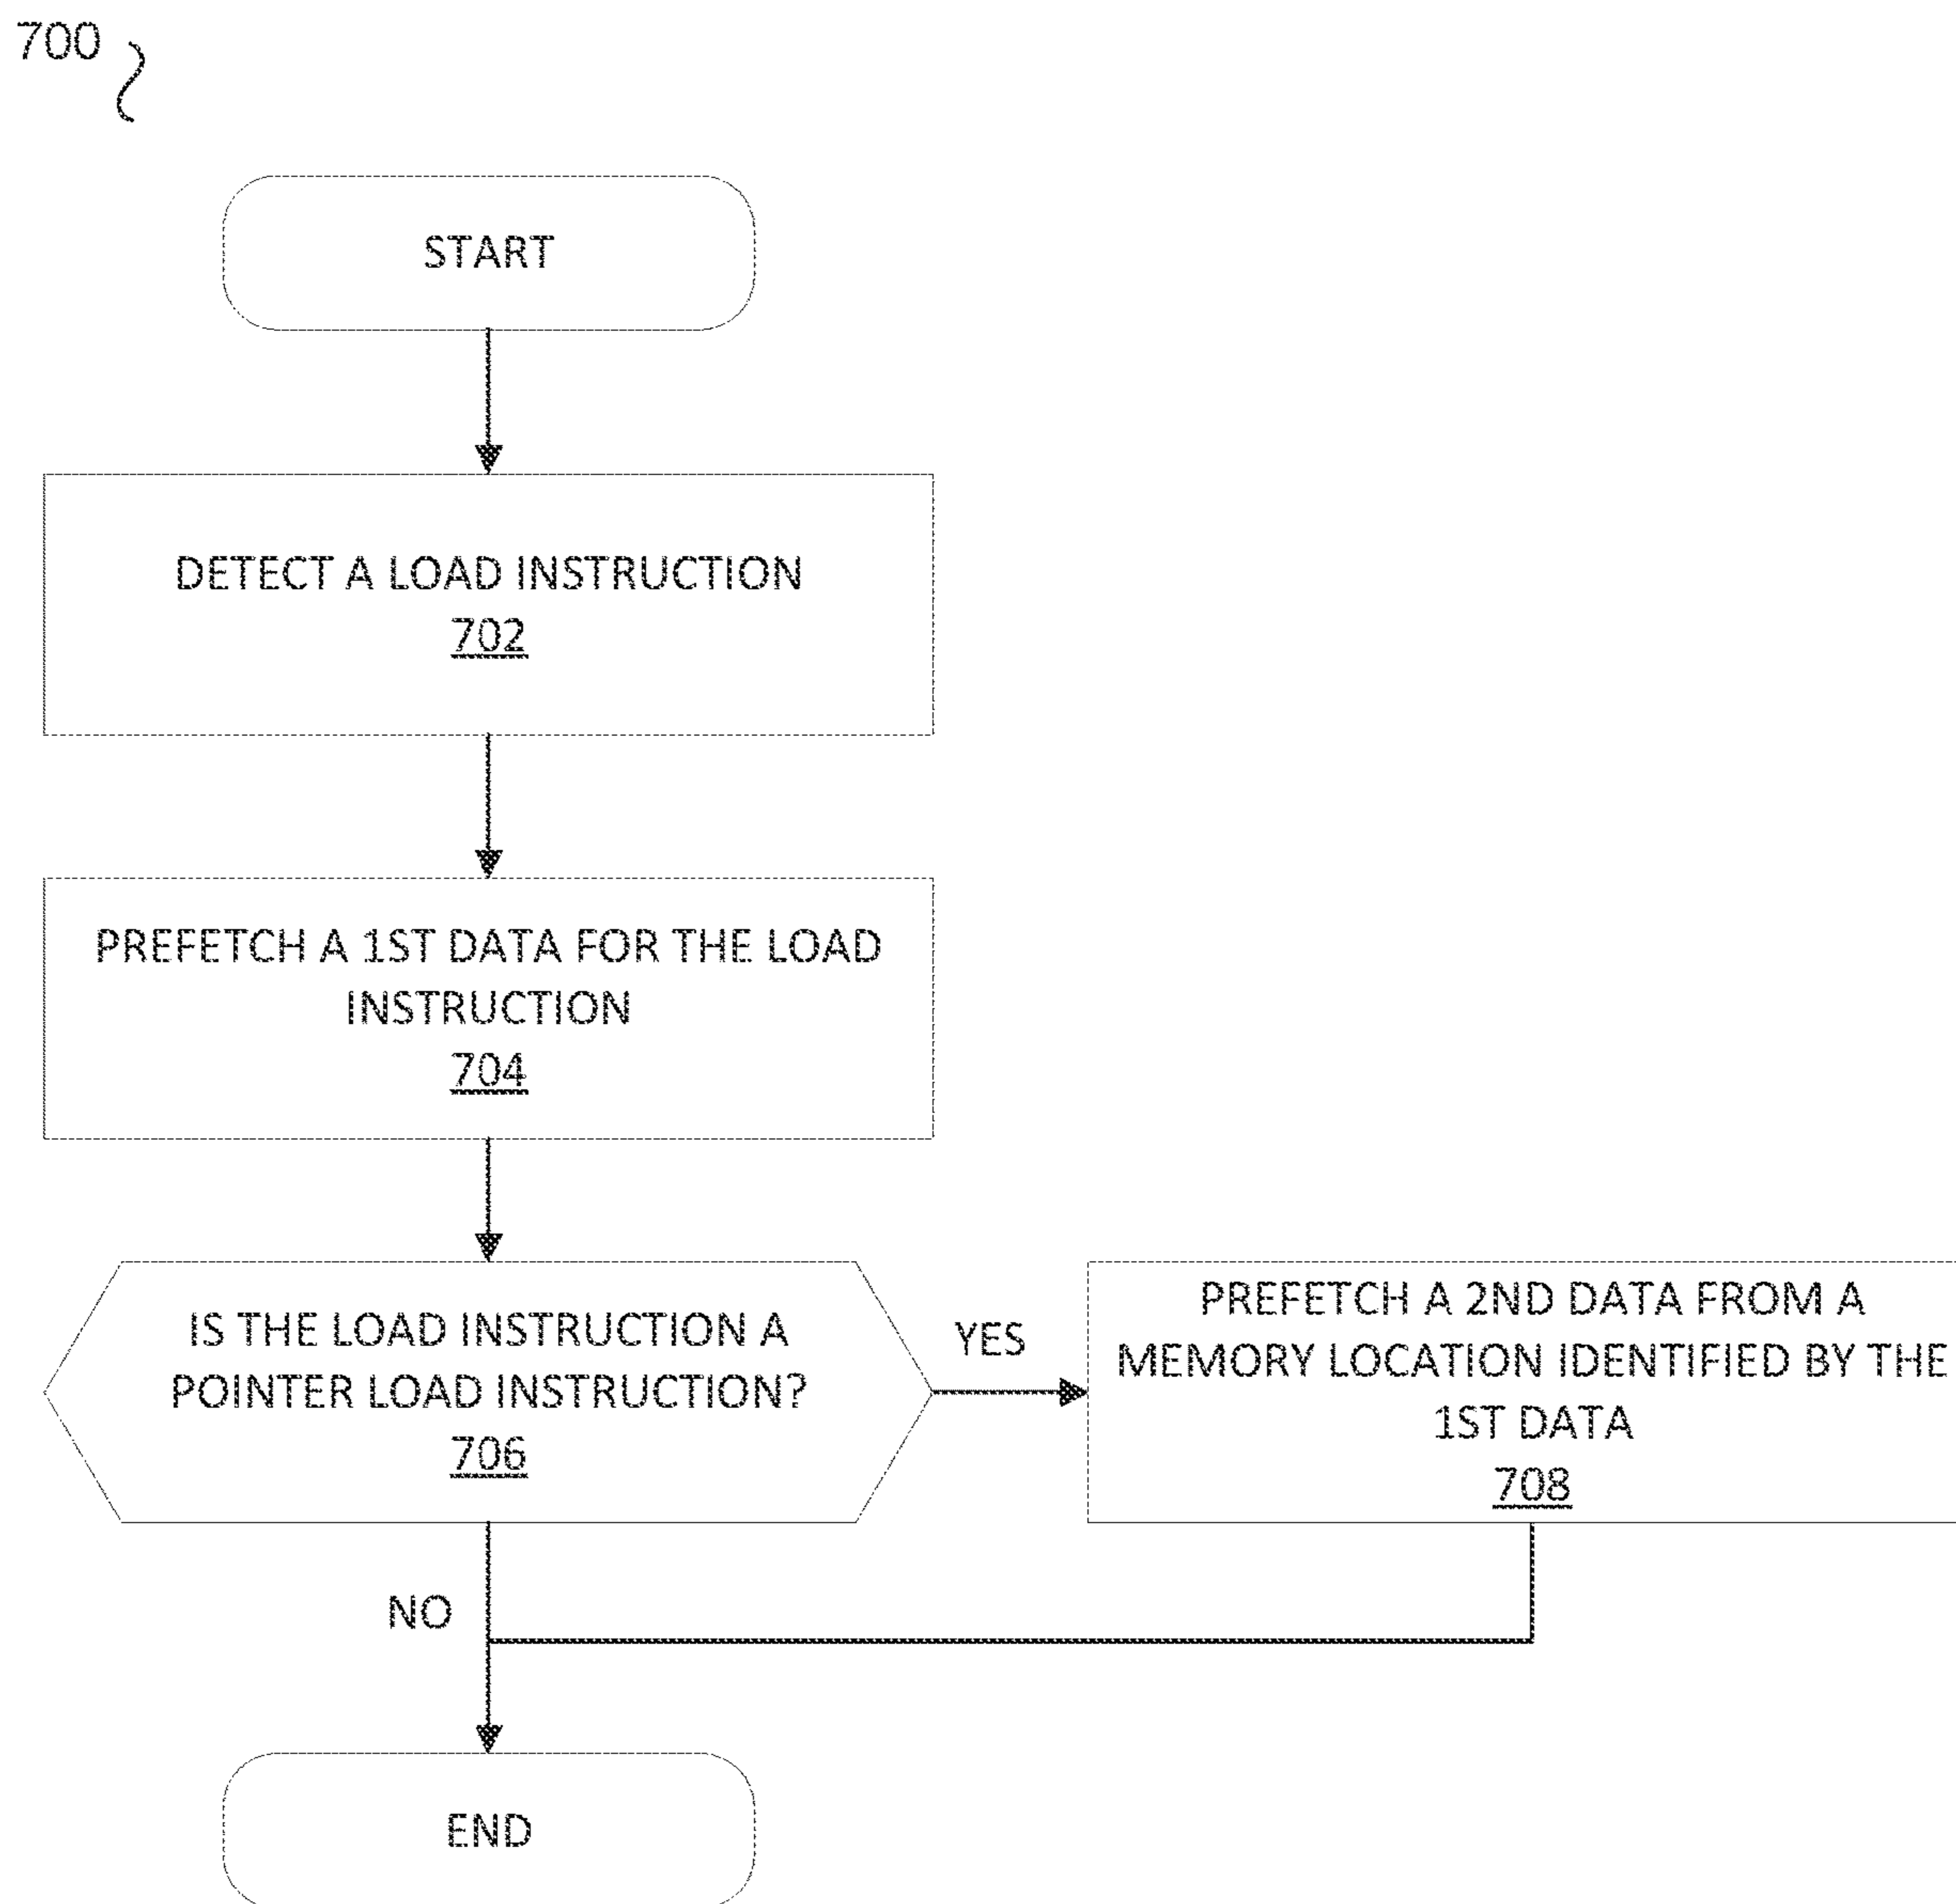 700
START
DETECT A LOAD INSTRUCTION
702
PREFETCH A 1ST DATA FOR THE LOAD
INSTRUCTION
704
IS THE LOAD INSTRUCTION A
POINTER LOAD INSTRUCTION?
706
YES
PREFETCH A 2ND DATA FROM A
MEMORY LOCATION IDENTIFIED BY THE
1ST DATA
708
NO
END